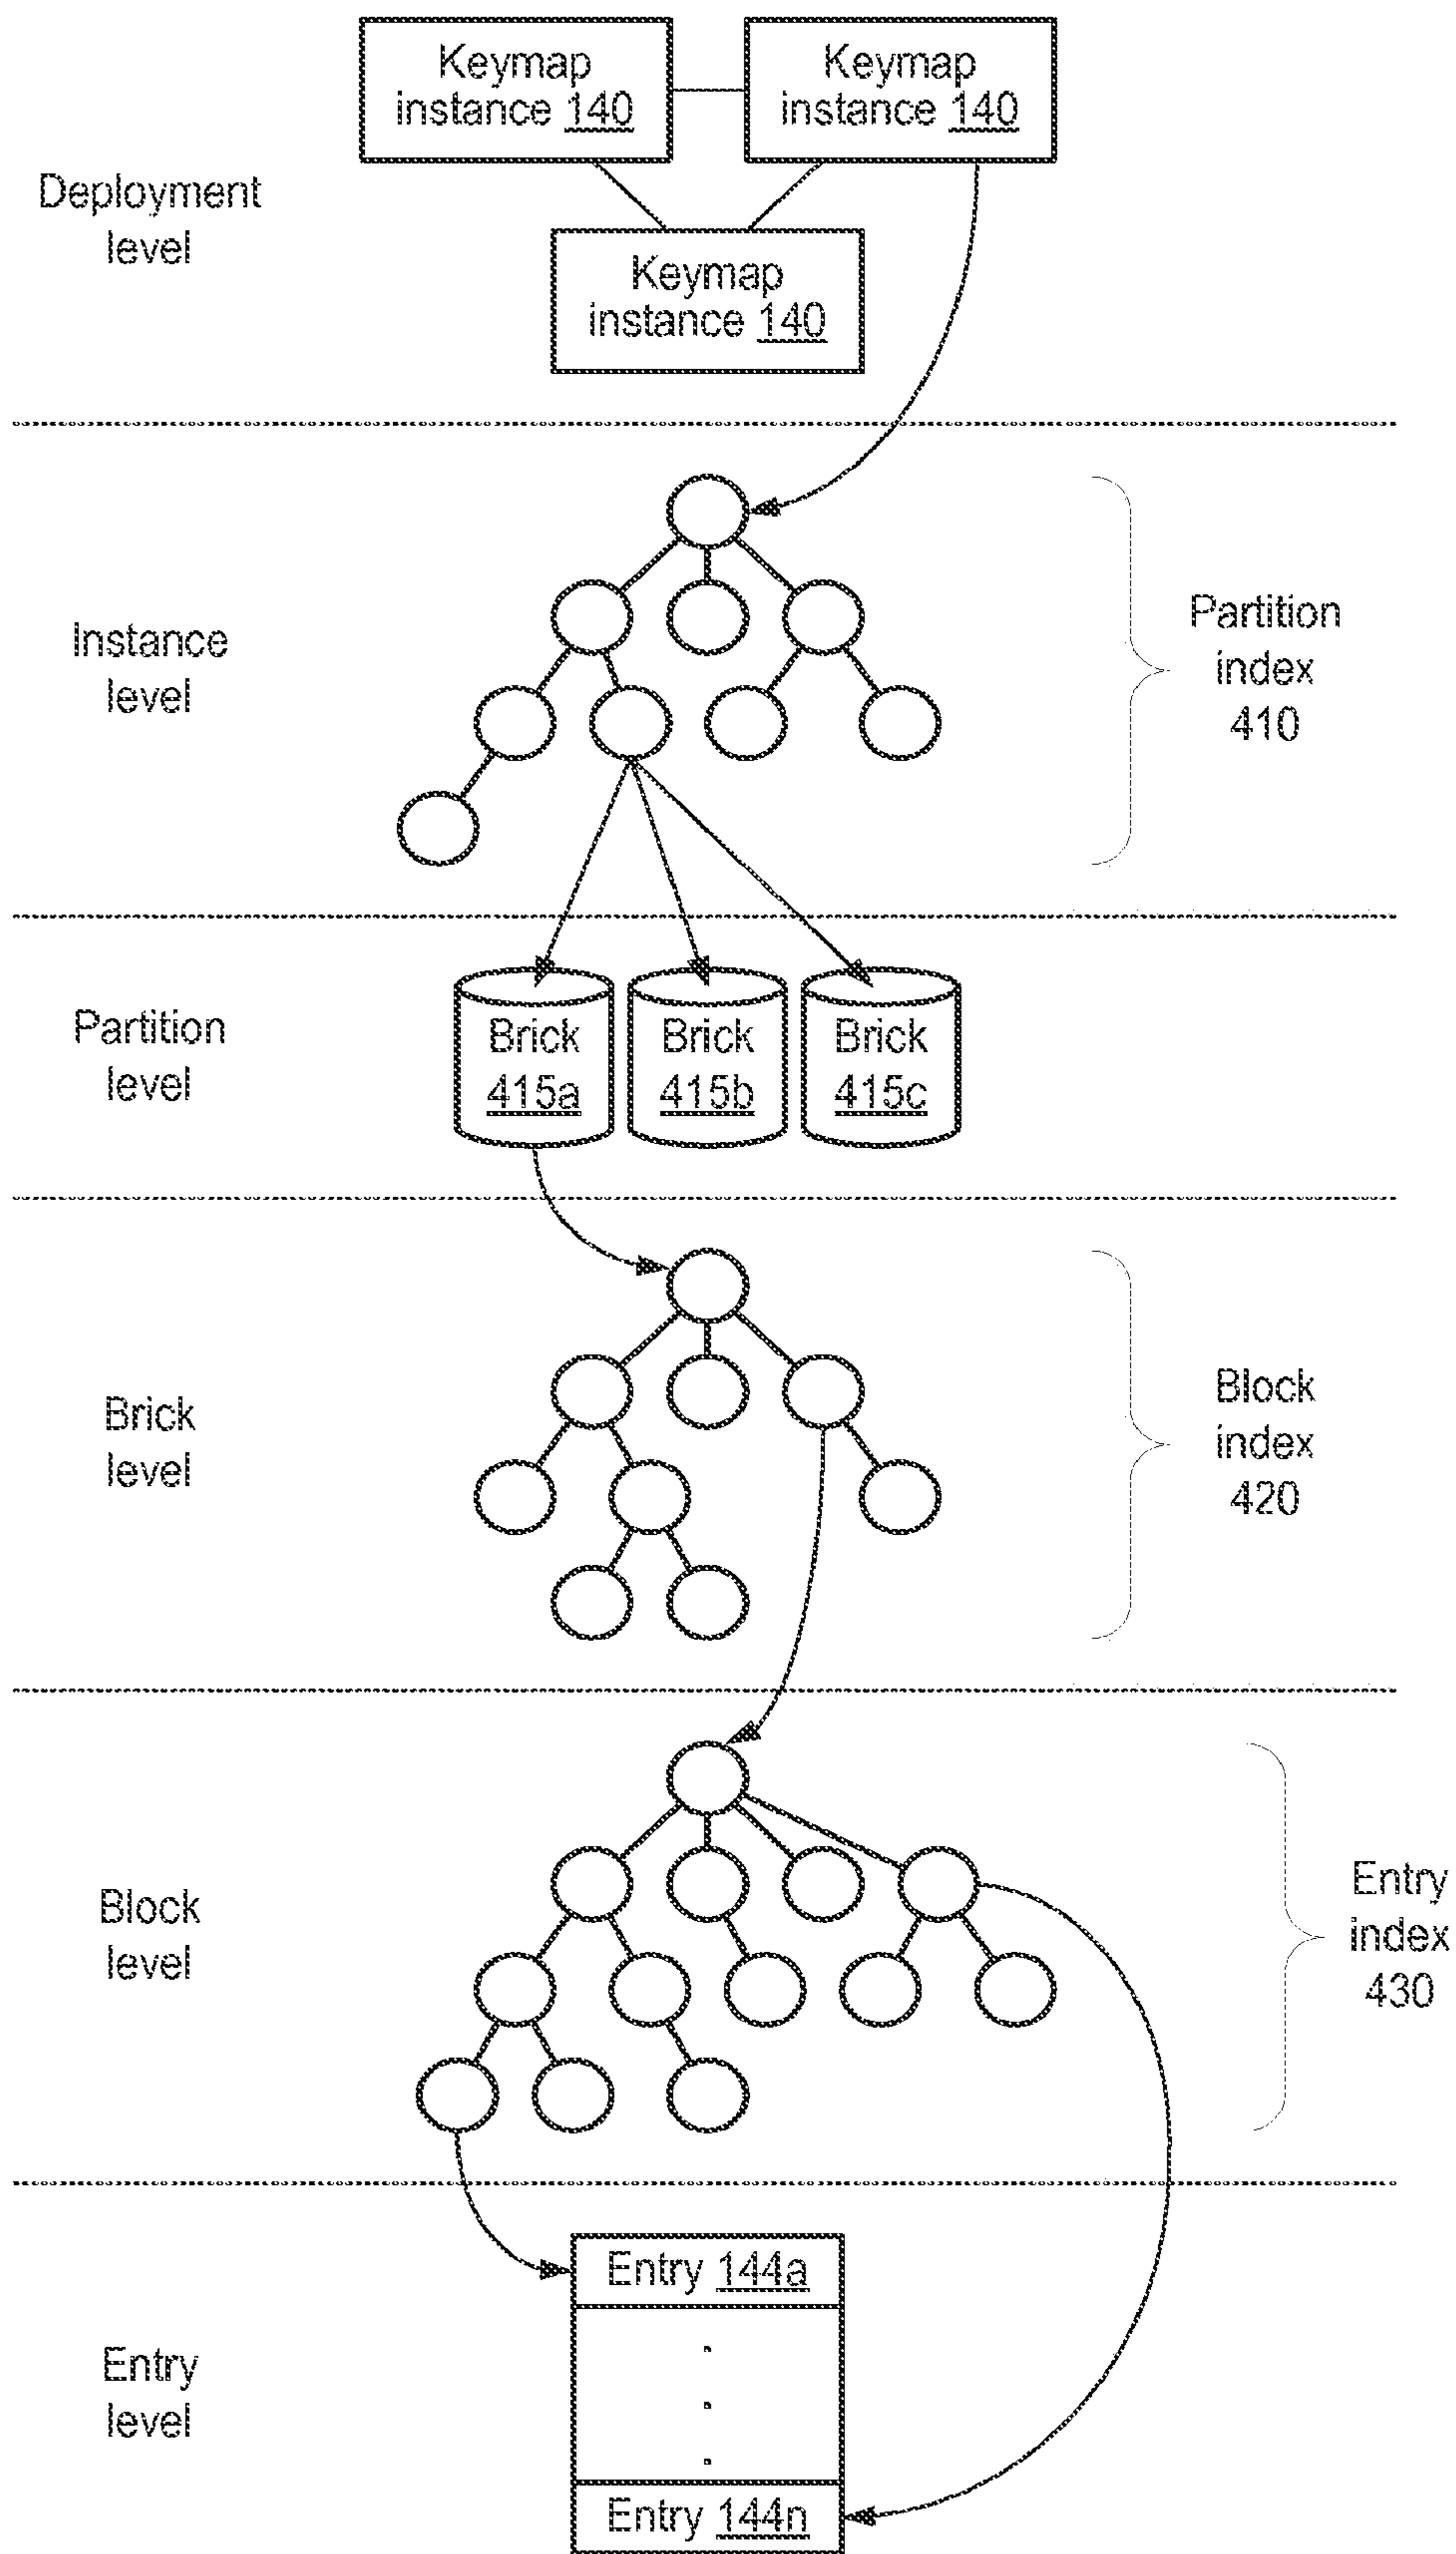 Keymap
instance 140
Keymap
instance 140
Deployment
level
Keymap
instance 140
Instance
level
Partition
index
410
Partition
level
Brick
415a
Brick
415b
Brick
415c
Brick
level
Block
index
420
Block
level
Entry
index
430
Entry
level
Entry 144a
.
.
.
Entry 144n